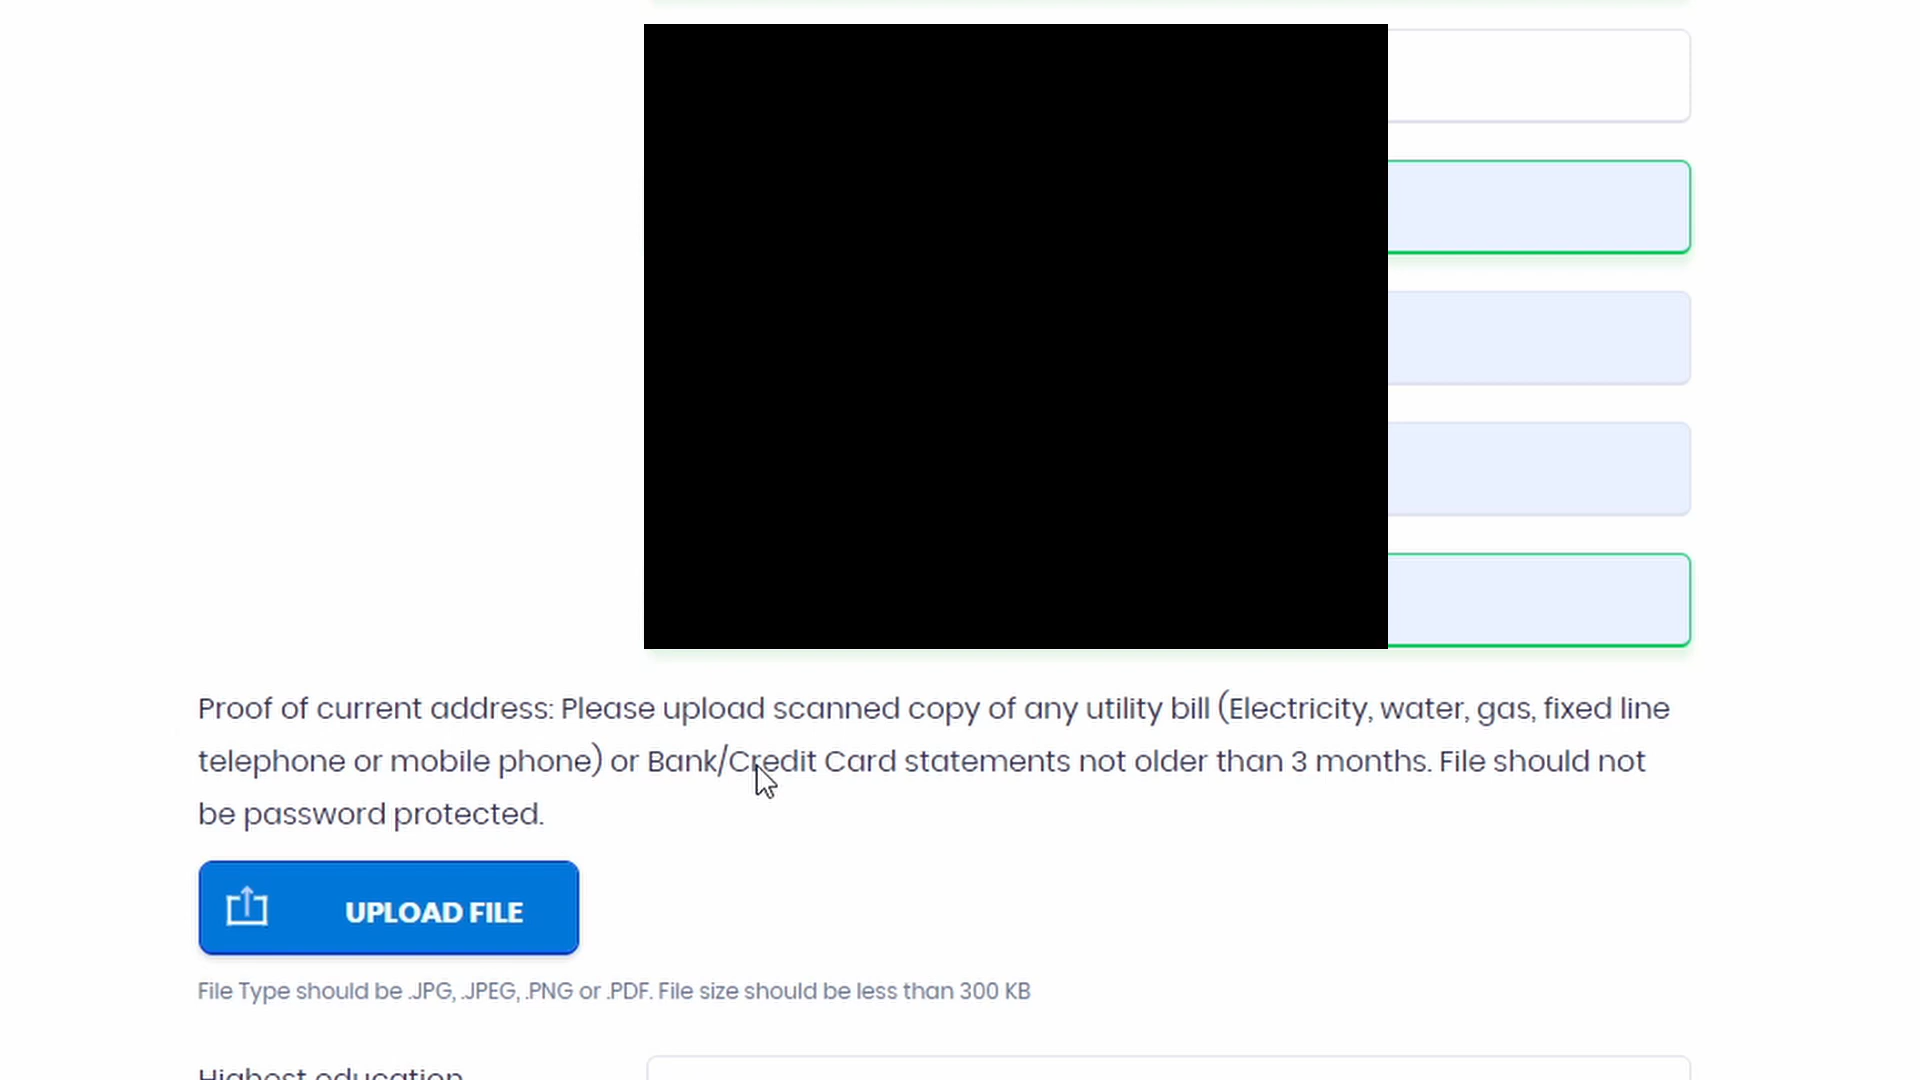 Proof of current address: Please upload scanned copy of any utility bill (Electricity, water, gas, fixed line
telephone or mobile phone) or Bank/Credit Card statements not older than 3 months. File should not
be password protected.
UPLOAD FILE
File Type should be .JPG, .JPEG, .PNG or .PDF. File size should be less than 300 KB
Highest education